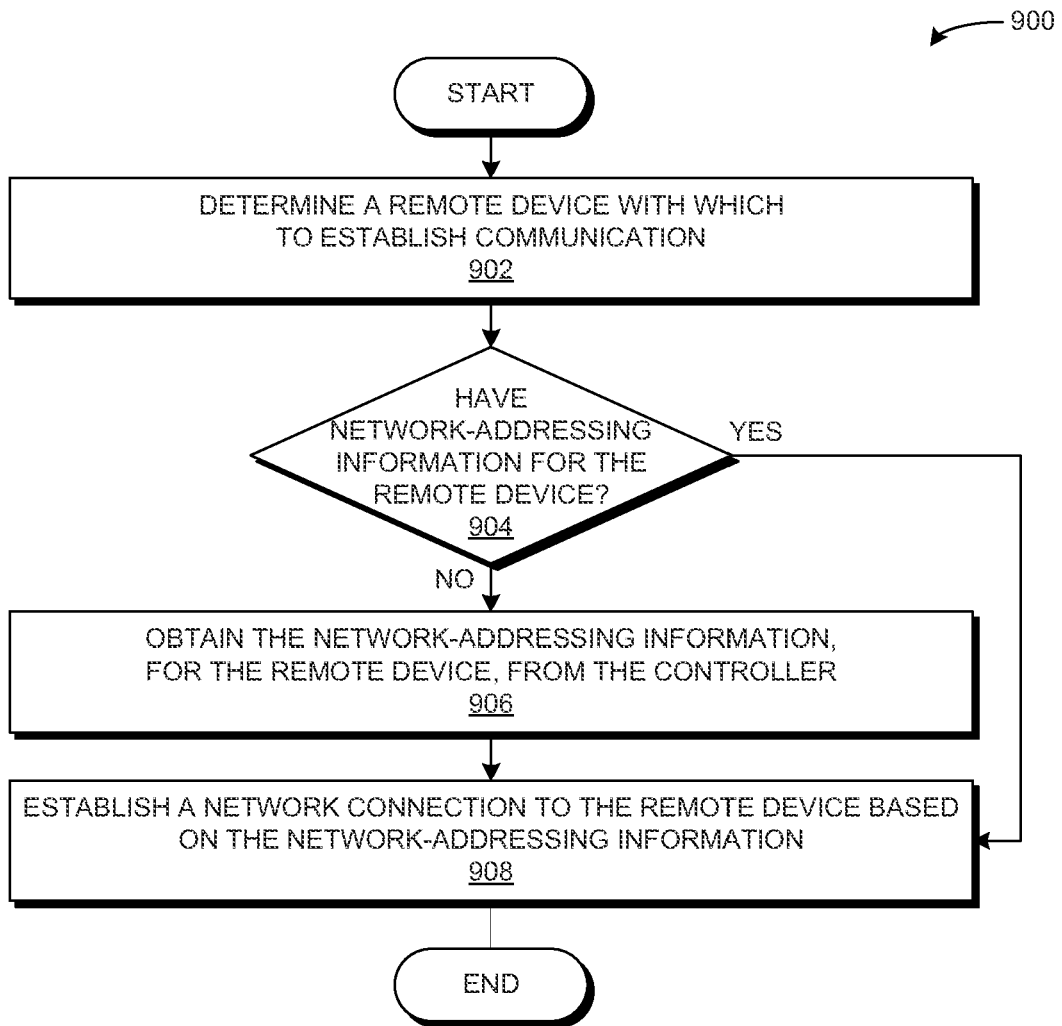 900
START
DETERMINE A REMOTE DEVICE WITH WHICH
TO ESTABLISH COMMUNICATION
902
HAVE
NETWORK-ADDRESSING
INFORMATION FOR THE
REMOTE DEVICE?
904
YES
NO
OBTAIN THE NETWORK-ADDRESSING INFORMATION,
FOR THE REMOTE DEVICE, FROM THE CONTROLLER
906
ESTABLISH A NETWORK CONNECTION TO THE REMOTE DEVICE BASED
ON THE NETWORK-ADDRESSING INFORMATION
908
END